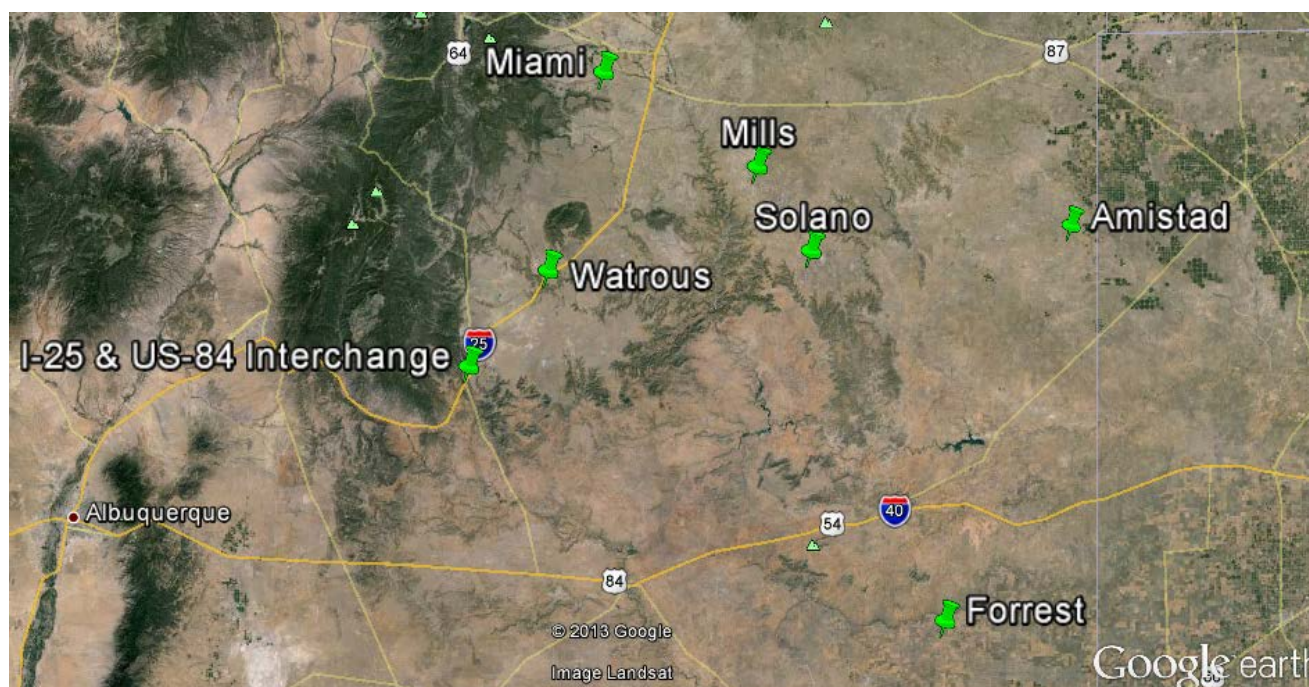 64
Miami
87
Mills
Solano
Amistad
Watrous
25
I-25 & US-84 Interchange
Albuquerque
40
54
84
Forrest
© 2013 Google
Image Landsat
Google earth